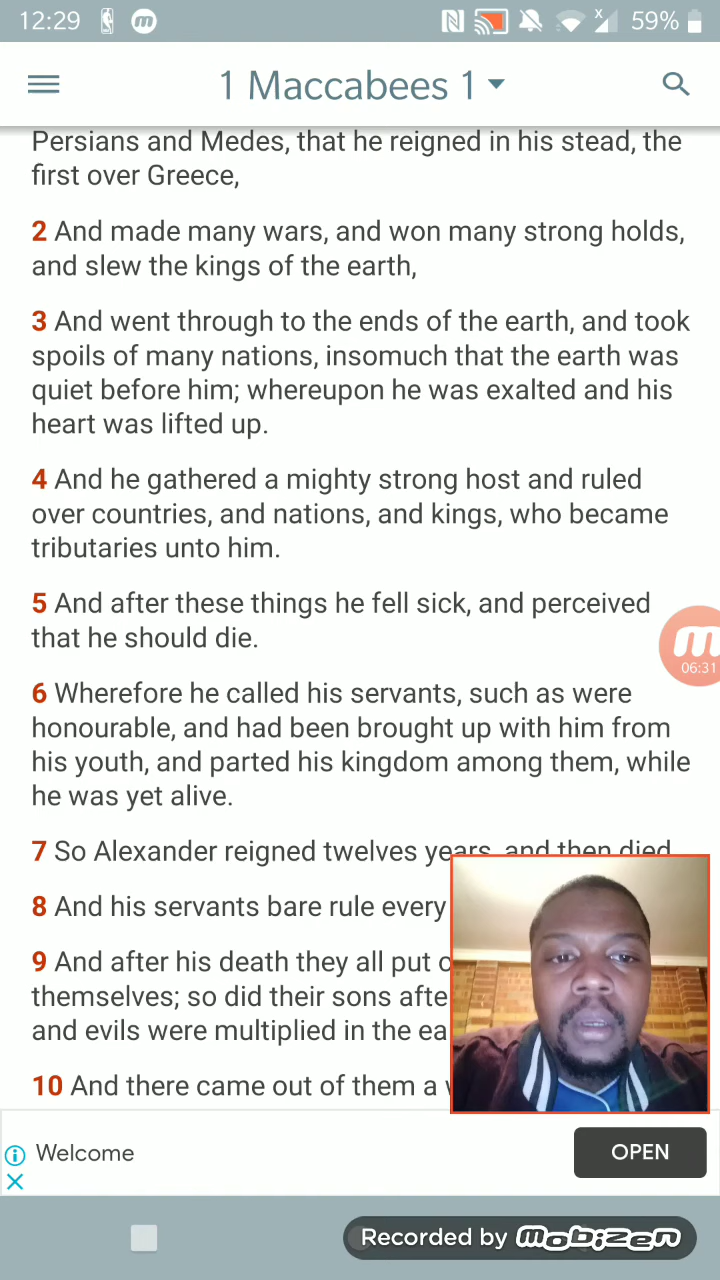 12:29
59%
1 Maccabees 1
Persians and Medes, that he reigned in his stead, the
first over Greece,
2 And made many wars, and won many strong holds,
and slew the kings of the earth,
3 And went through to the ends of the earth, and took
spoils of many nations, insomuch that the earth was
quiet before him; whereupon he was exalted and his
heart was lifted up.
4 And he gathered a mighty strong host and ruled
over countries, and nations, and kings, who became
tributaries unto him.
5 And after these things he fell sick, and perceived
that he should die.
06:31
6 Wherefore he called his servants, such as were
honourable, and had been brought up with him from
his youth, and parted his kingdom among them, while
he was yet alive.
7 So Alexander reigned twelves years, and then died
8 And his servants bare rule every
9 And after his death they all put
themselves; so did their sons
and evils were multiplied in the
10 And there came out of them a
Welcome
OPEN
Recorded by mobizen